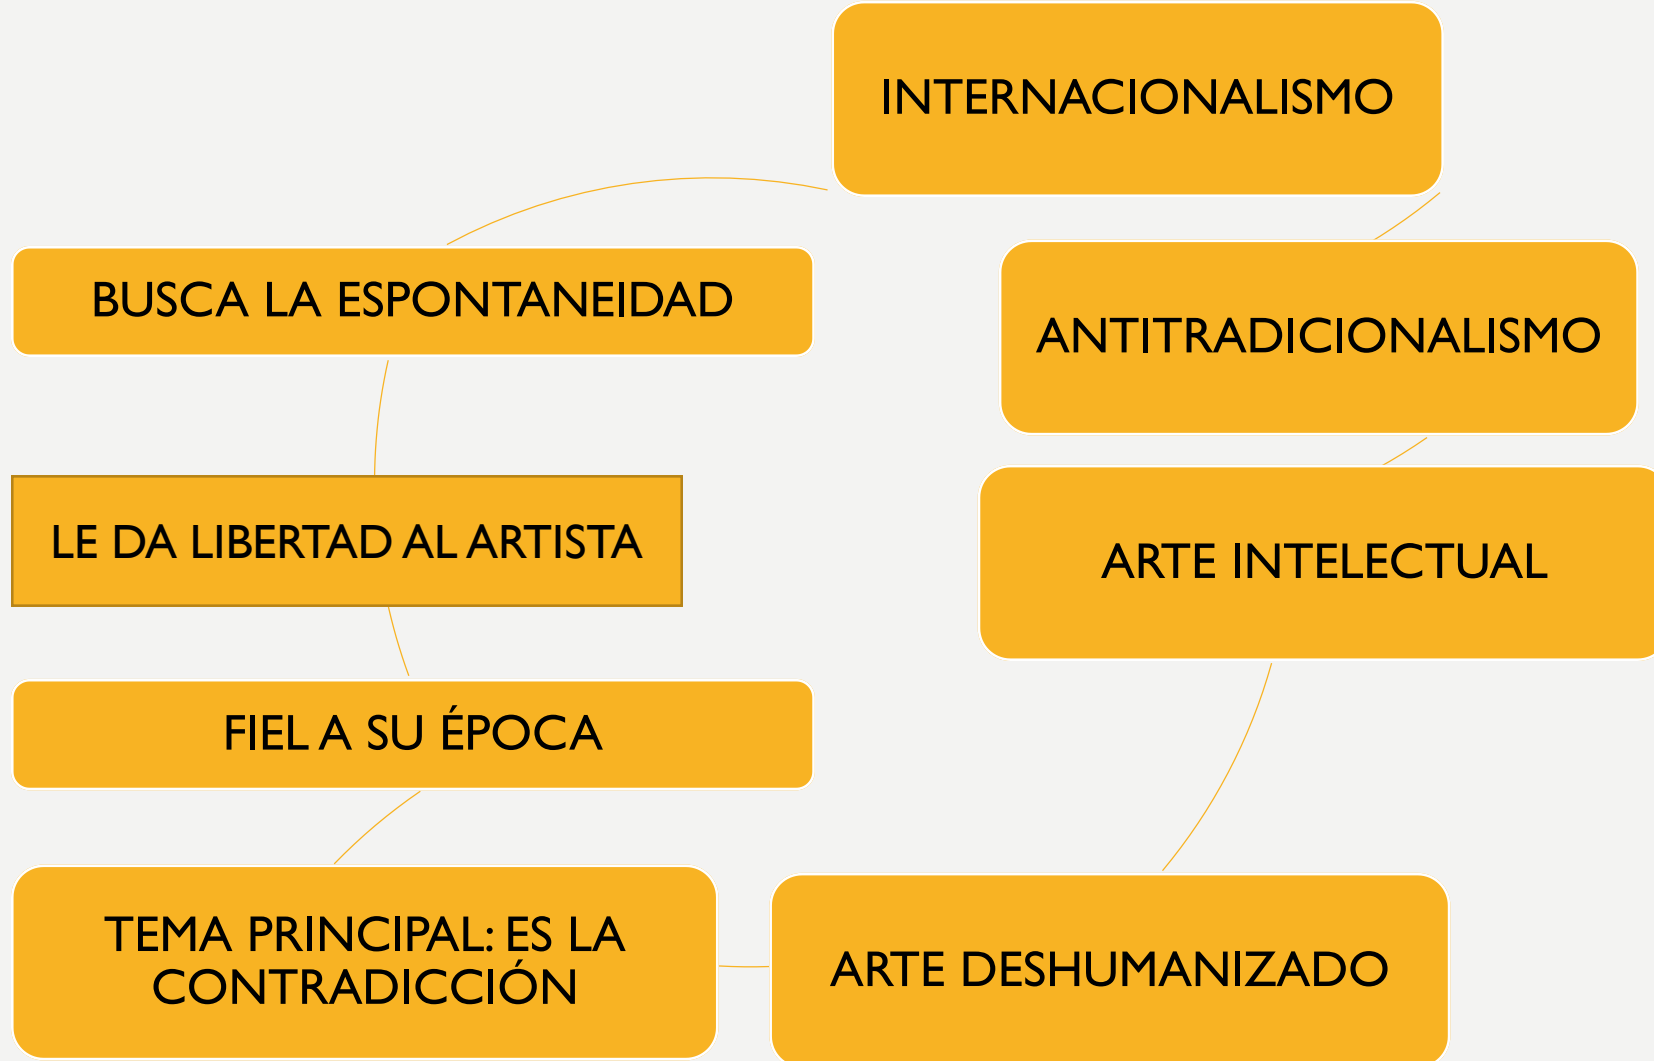 INTERNACIONALISMO
ANTITRADICIONALISMO
ARTE INTELECTUAL
ARTE DESHUMANIZADO
TEMA PRINCIPAL: ES LA
CONTRADICCIÓN
FIEL A SU ÉPOCA
LE DA LIBERTAD AL ARTISTA
BUSCA LA ESPONTANEIDAD